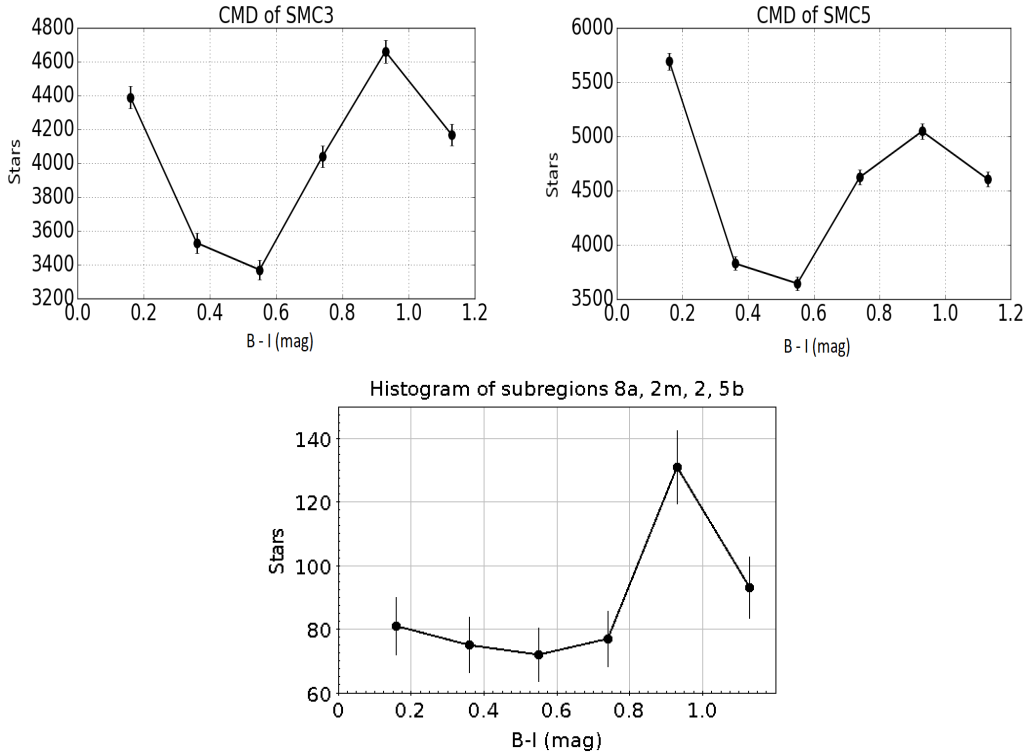 CMD of SMC3
4800
4600
4400
4200
4000
3800
3600
3400
3200
Stars
0.0 0.2 0.4 0.6 0.8 1.0 1.2
B - I (mag)
CMD of SMC5
6000
5500
5000
4500
4000
3500
Stars
0.0 0.2 0.4 0.6 0.8 1.0 1.2
B - I (mag)
Histogram of subregions 8a, 2m, 2, 5b
140
120
100
80
60
Stars
0 0.2 0.4 0.6 0.8 1.0
B-I (mag)